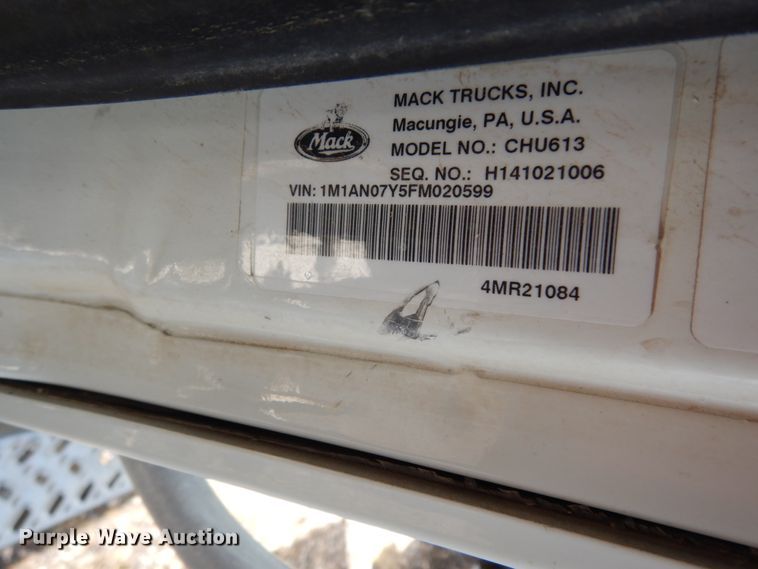 Mack
MACK TRUCKS, INC.
Macungie, PA, U.S.A.
MODEL NO.: CHU613
SEQ. NO.: H141021006
VIN: 1M1AN07Y5FM020599
4MR21084
Purple Wave Auction